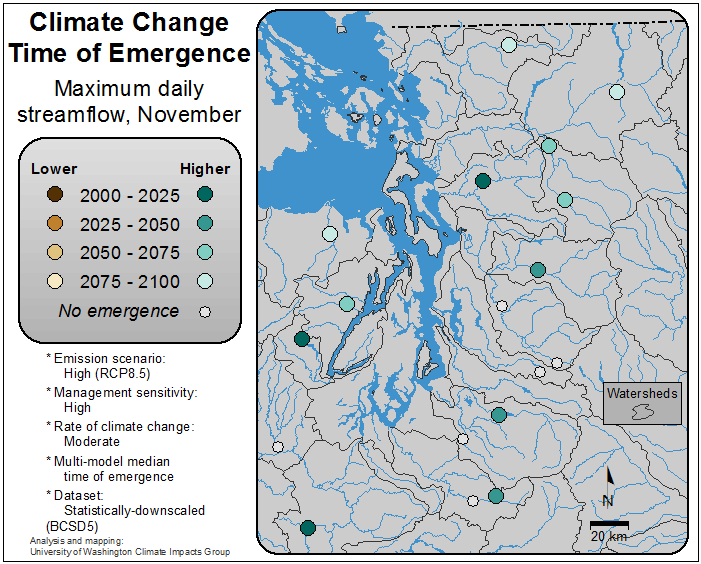 Climate Change
Time of Emergence
Maximum daily
streamflow, November
Lower Higher
2000 - 2025
2025 - 2050
2050 - 2075
2075 - 2100
No emergence
* Emission scenario:
High (RCP8.5)
* Management sensitivity:
High
* Rate of climate change:
Moderate
* Multi-model median
time of emergence
* Dataset:
Statistically-downscaled
(BCSD5)
Analysis and mapping:
University of Washington Climate Impacts Group
Watersheds
N
20 km